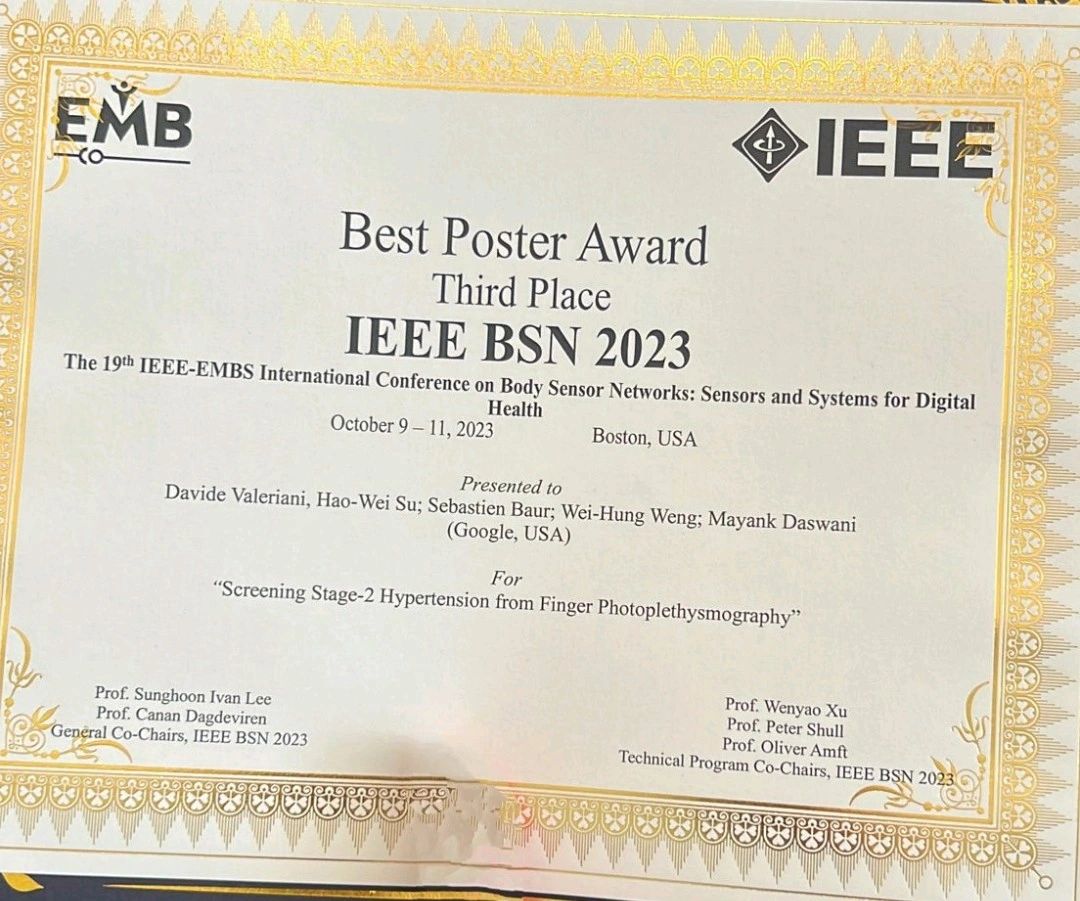 EMB
IEEE
Best Poster Award
Third Place
IEEE BSN 2023
The 19th IEEE-EMBS International Conference on Body Sensor Networks: Sensors and Systems for Digital
Health
October 9 – 11, 2023 Boston, USA
Presented to
Davide Valeriani, Hao-Wei Su; Sebastien Baur; Wei-Hung Weng; Mayank Daswani
(Google, USA)
For
“Screening Stage-2 Hypertension from Finger Photoplethysmography”
Prof. Sunghoon Ivan Lee
Prof. Canan Dagdeviren
General Co-Chairs, IEEE BSN 2023
Prof. Wenyao Xu
Prof. Peter Shull
Prof. Oliver Amft
Technical Program Co-Chairs, IEEE BSN 2023